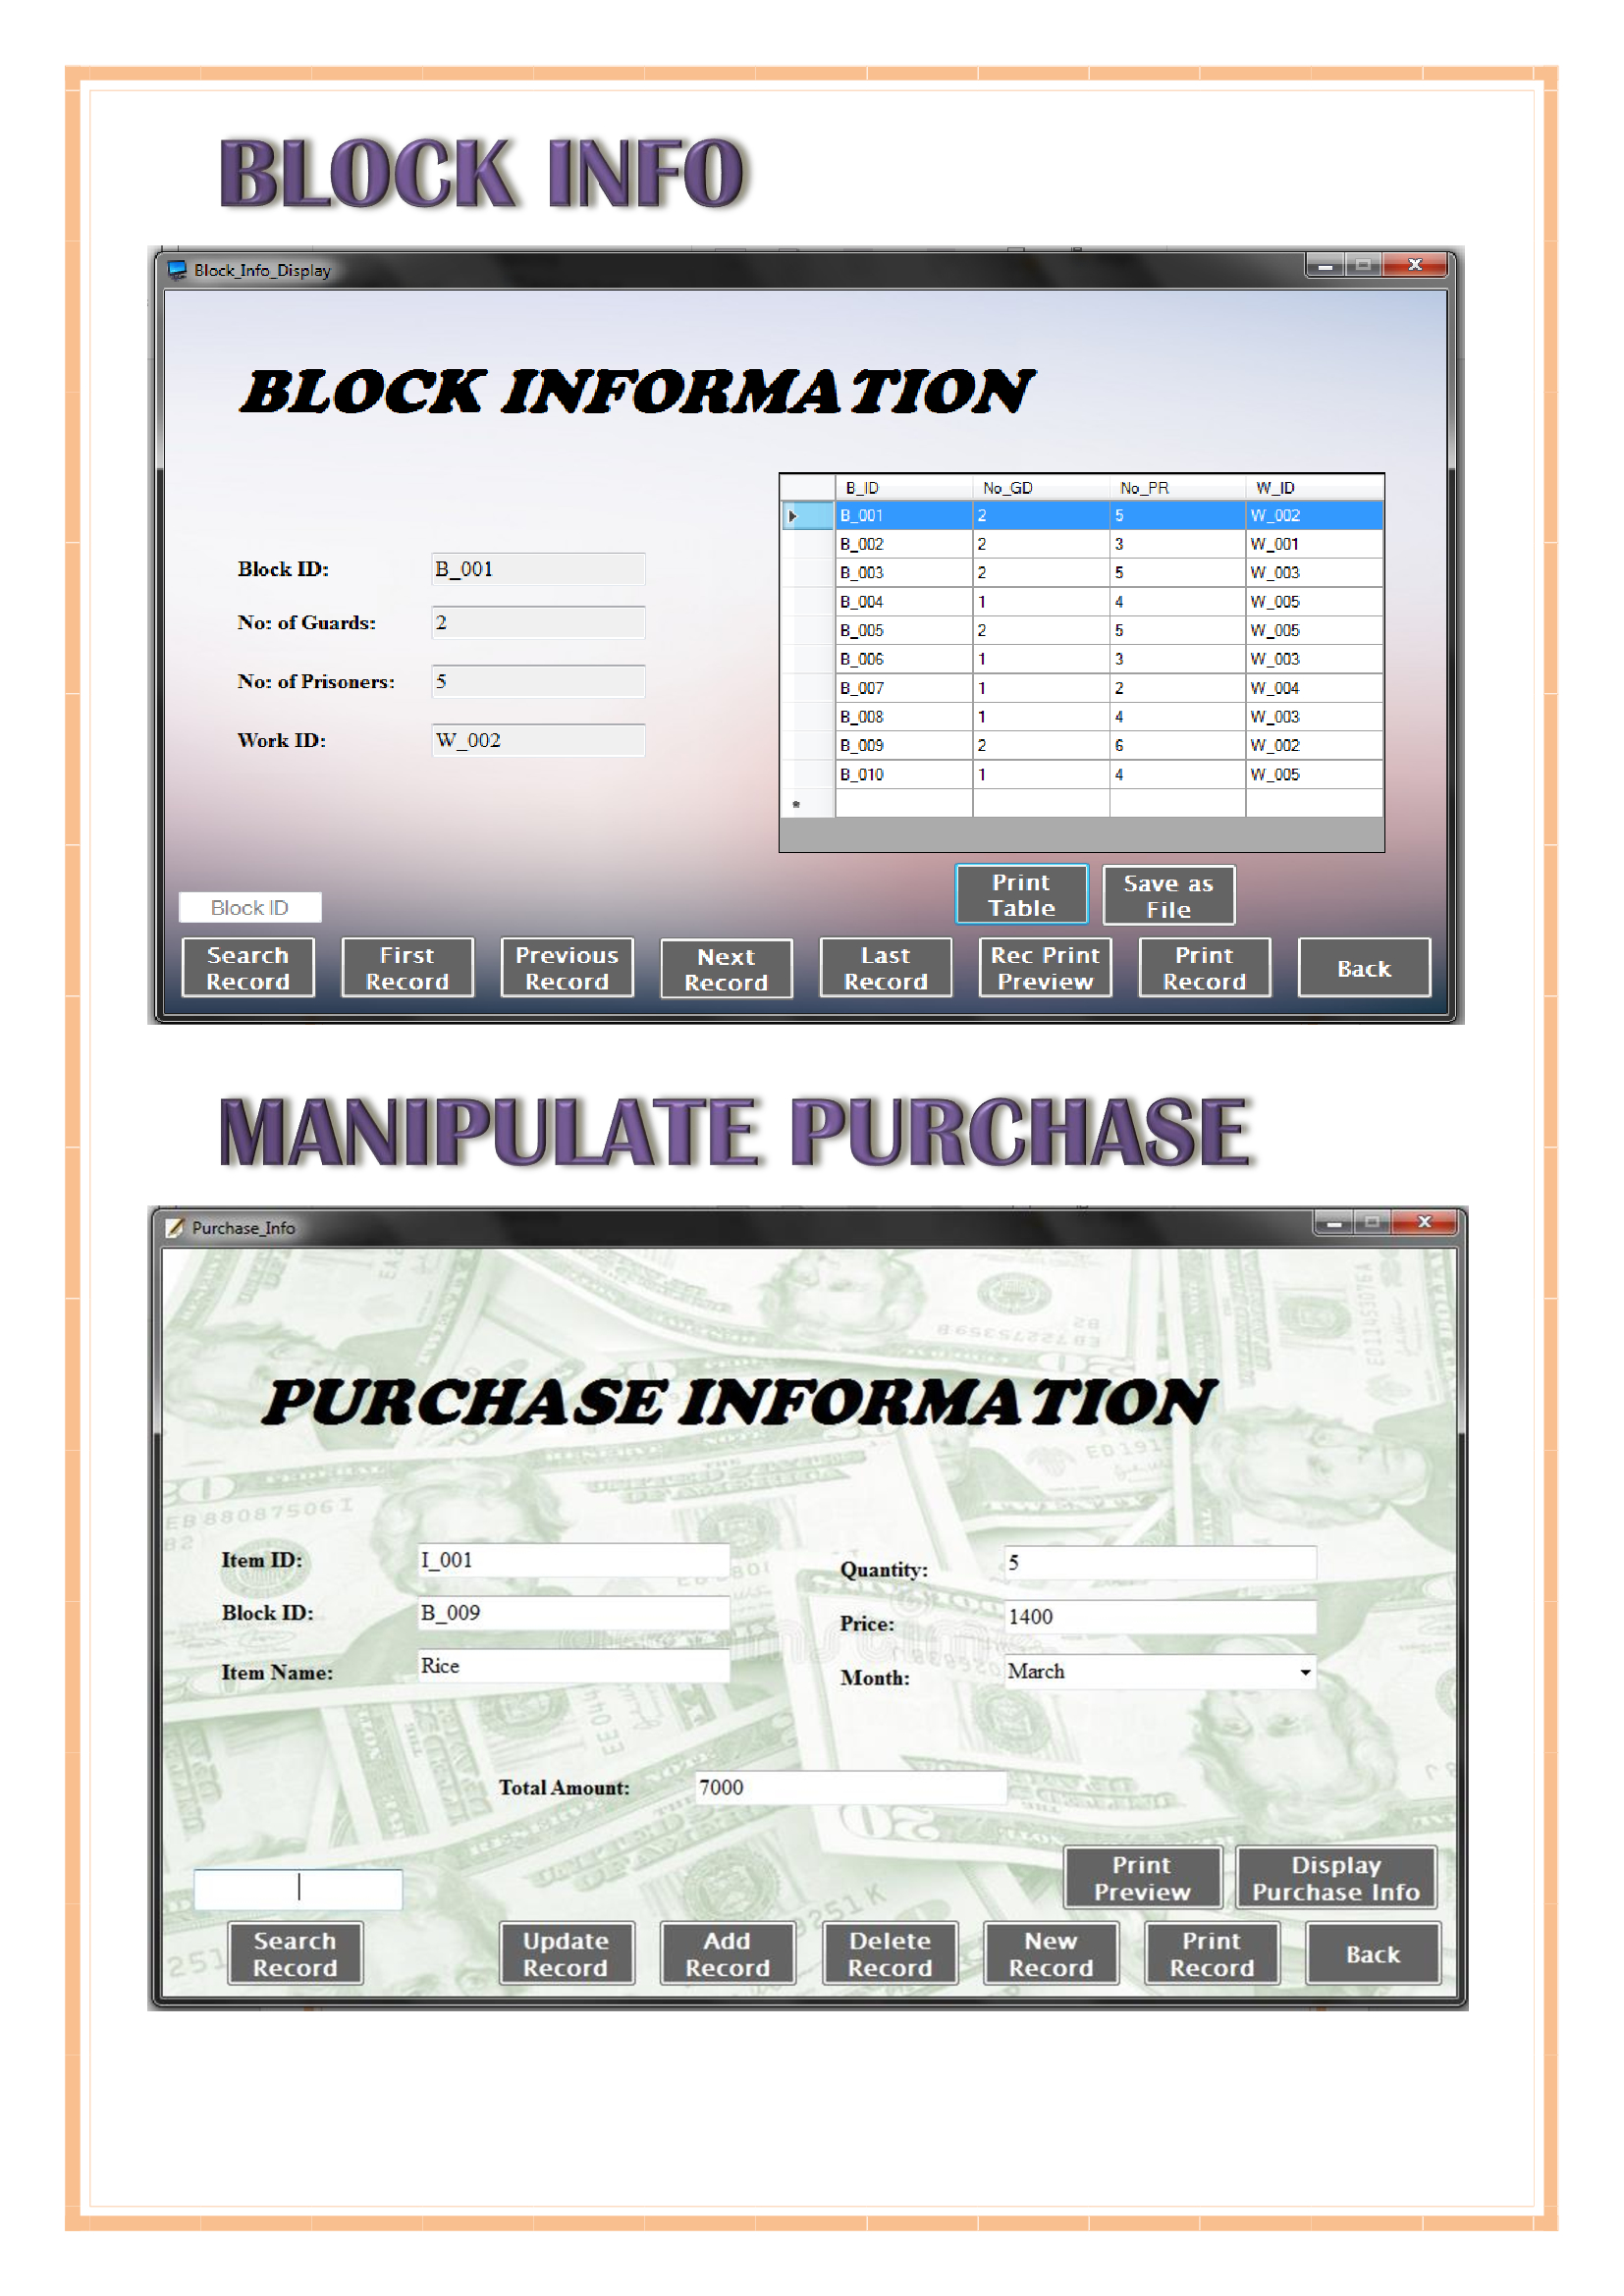 BLOCK INFO
Block_Info_Display
BLOCK INFORMATION
B_ID No_GD No_PR W_ID
B_001 2 5 W_002
B_002 2 3 W_001
B_003 2 5 W_003
B_004 1 4 W_005
B_005 2 5 W_005
B_006 1 3 W_003
B_007 1 2 W_004
B_008 1 4 W_003
B_009 2 6 W_002
B_010 1 4 W_005
Block ID: B_001
No: of Guards: 2
No: of Prisoners: 5
Work ID: W_002
Print Table
Save as File
Block ID
Search Record
First Record
Previous Record
Next Record
Last Record
Rec Print Preview
Print Record
Back
MANIPULATE PURCHASE
Purchase_Info
PURCHASE INFORMATION
Item ID: I_001
Block ID: B_009
Item Name: Rice
Quantity: 5
Price: 1400
Month: March
Total Amount: 7000
Print Preview
Display Purchase Info
Search Record
Update Record
Add Record
Delete Record
New Record
Print Record
Back